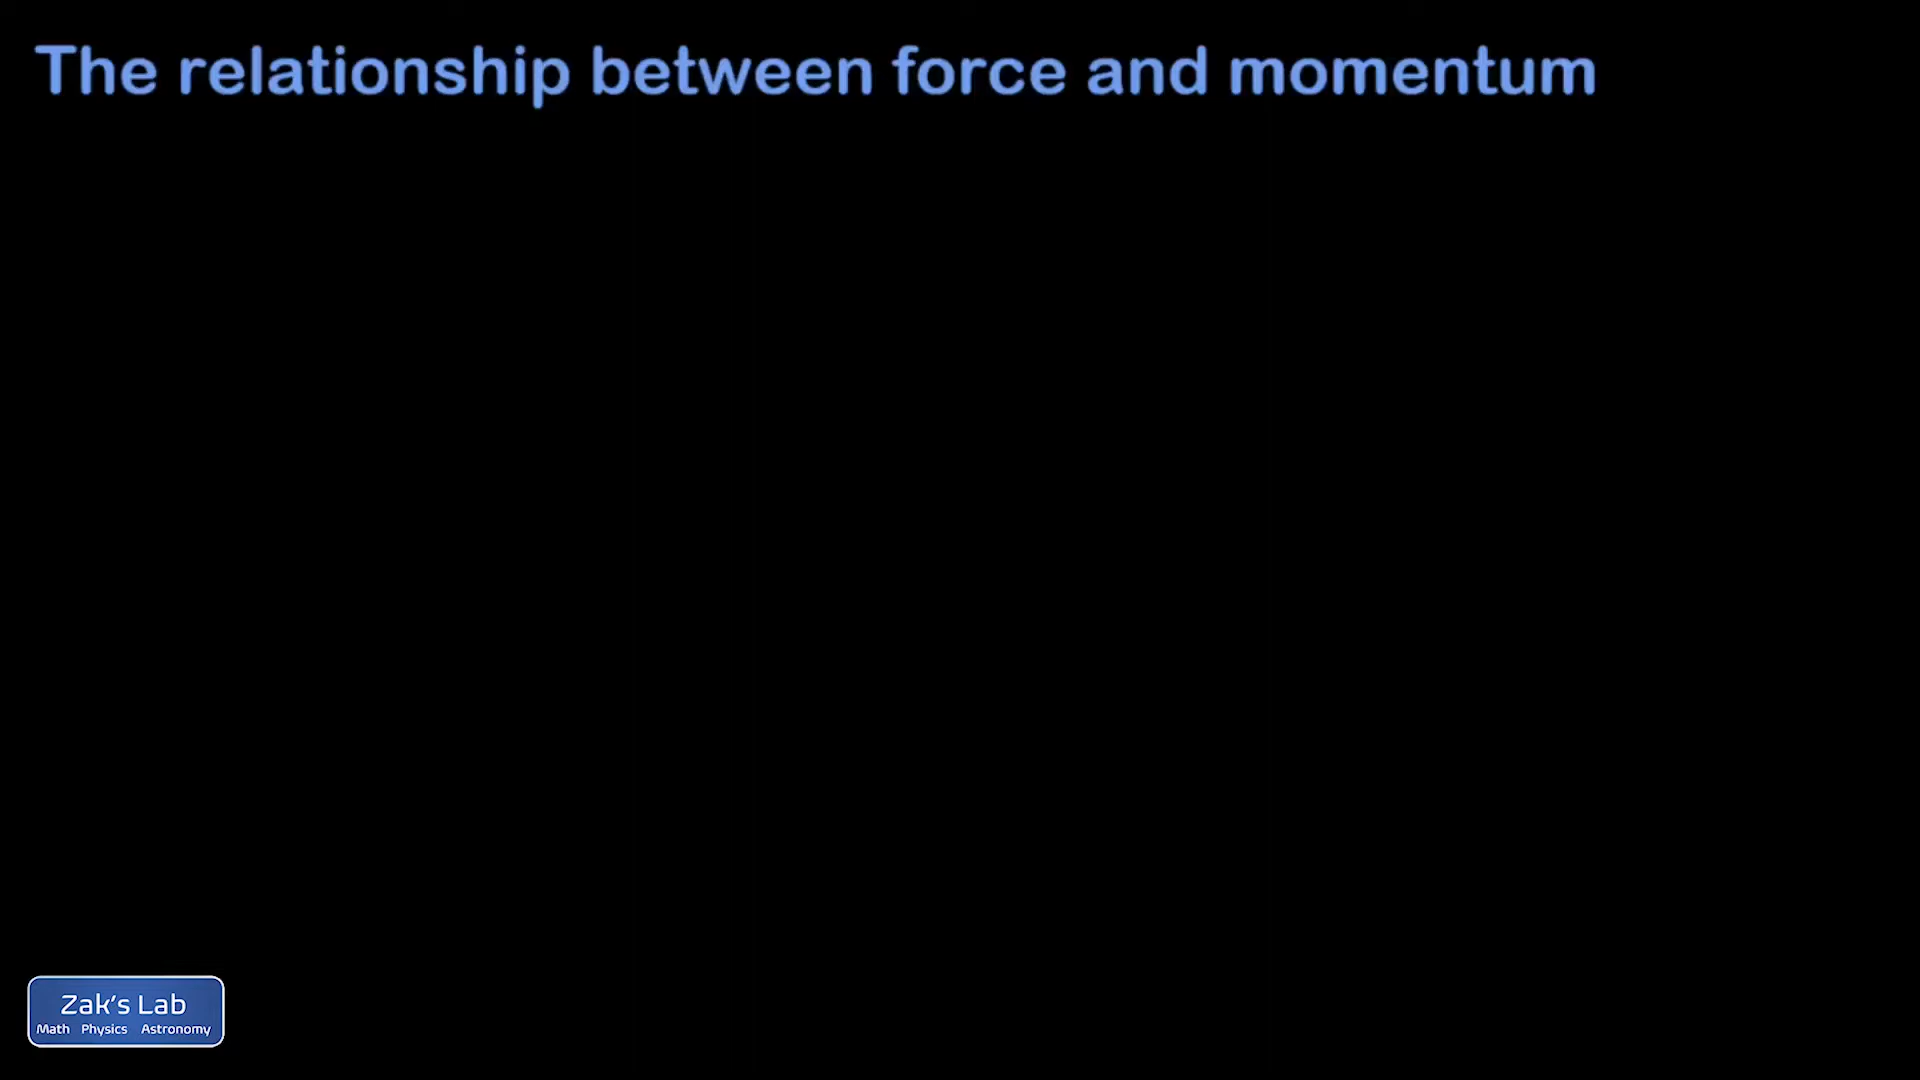 The relationship between force and momentum
Zak's Lab
Math Physics Astronomy